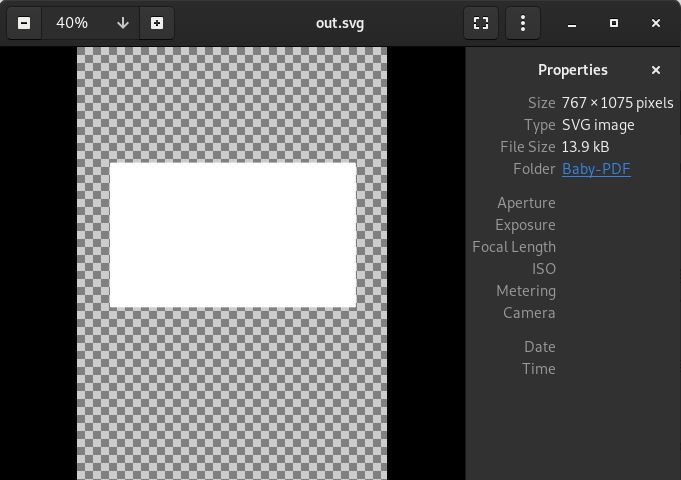 40% out.svg
Properties
Size 767 × 1075 pixels
Type SVG image
File Size 13.9 kB
Folder Baby-PDF
Aperture
Exposure
Focal Length
ISO
Metering
Camera
Date
Time